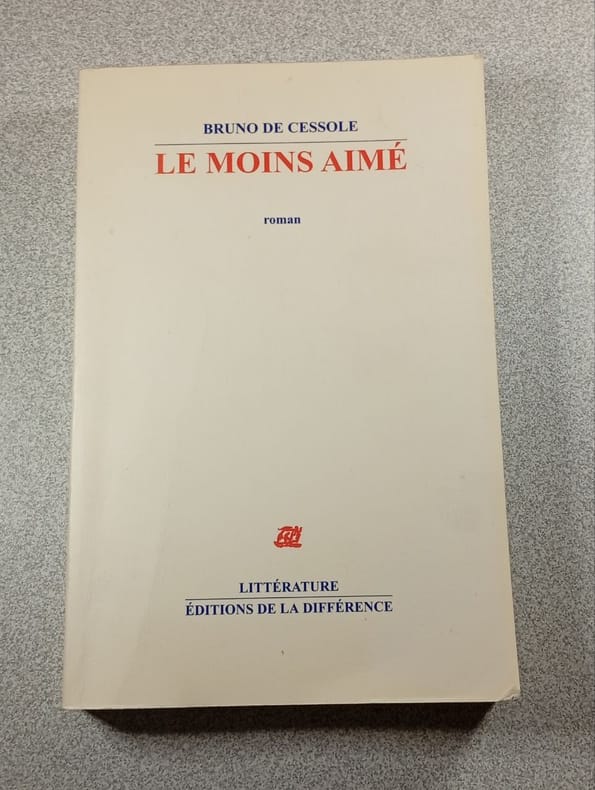 BRUNO DE CESSOLE
LE MOINS AIMÉ
roman
LITTÉRATURE
ÉDITIONS DE LA DIFFÉRENCE